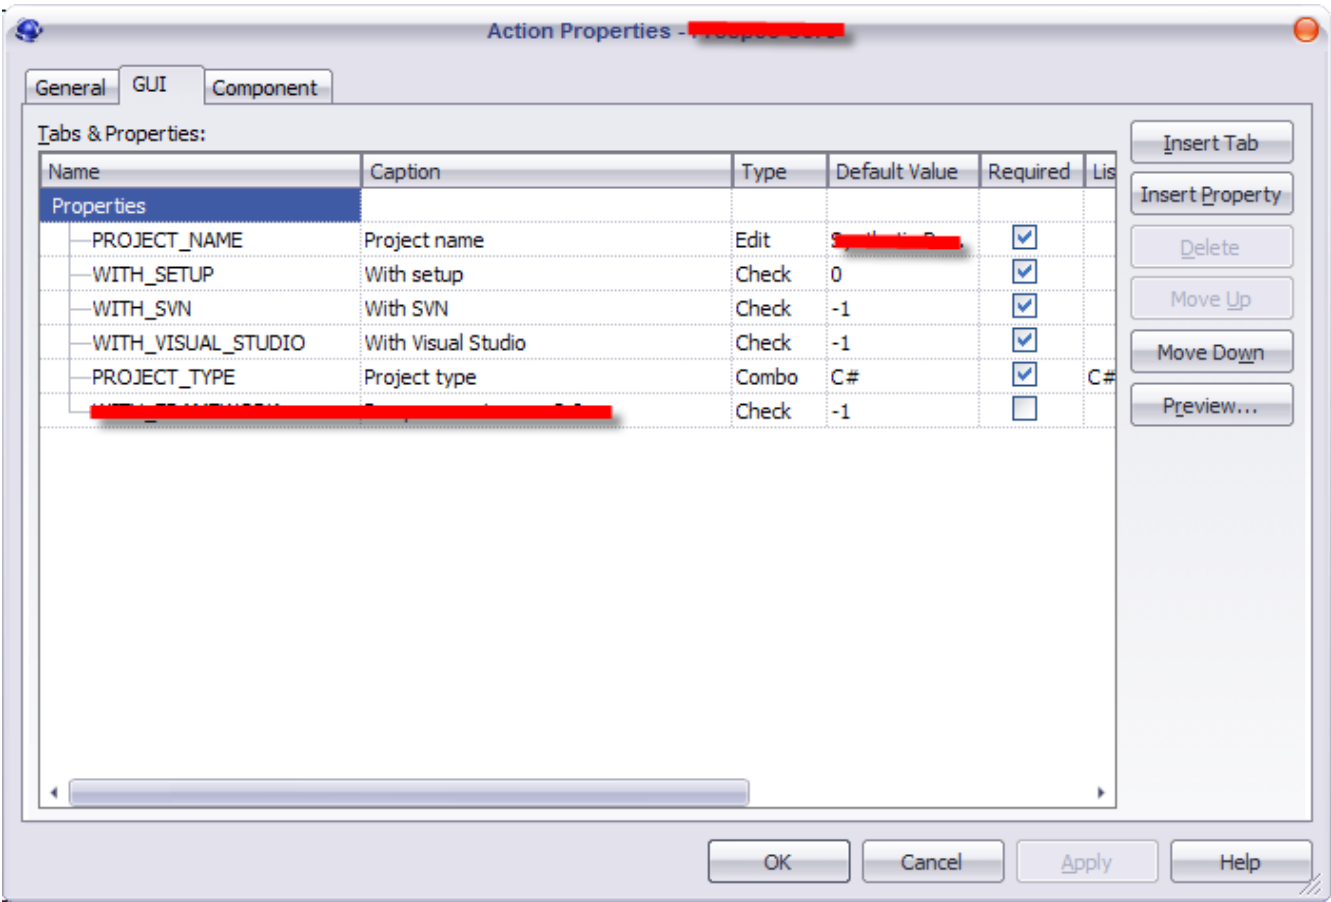 Action Properties -
General GUI Component
Tabs & Properties:
Insert Tab
Name Caption Type Default Value Required Lis
Insert Property
Properties
PROJECT_NAME Project name Edit
WITH_SETUP With setup Check 0
Delete
WITH_SVN With SVN Check -1
Move Up
WITH_VISUAL_STUDIO With Visual Studio Check -1
Move Down
PROJECT_TYPE Project type Combo C# C#
Check -1
Preview...
OK Cancel Apply Help